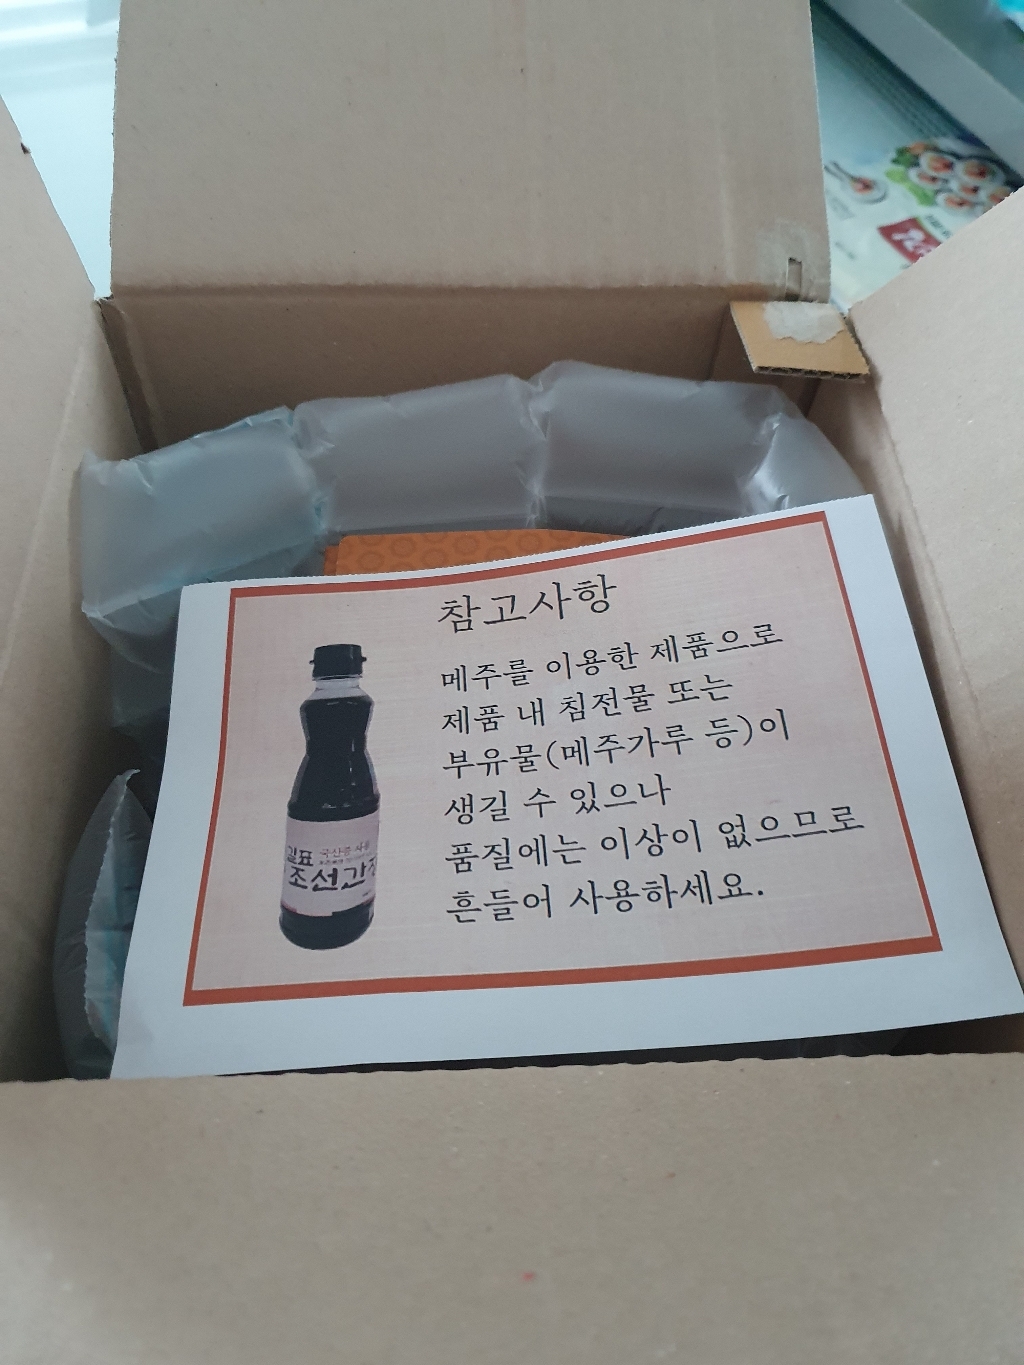 참고사항
메주를 이용한 제품으로
제품 내 침전물 또는
부유물(메주가루 등)이
생길 수 있으나
품질에는 이상이 없으므로
흔들어 사용하세요.
국산콩 사용
조선간장